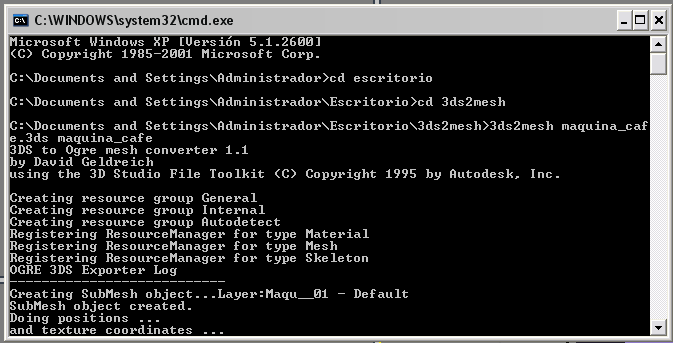 C:\WINDOWS\system32\cmd.exe
Microsoft Windows XP [Versión 5.1.2600]
(C) Copyright 1985-2001 Microsoft Corp.
C:\Documents and Settings\Administrador>cd escritorio
C:\Documents and Settings\Administrador\Escritorio>cd 3ds2mesh
C:\Documents and Settings\Administrador\Escritorio\3ds2mesh>3ds2mesh maquina_caf
e.3ds maquina_cafe
3DS to Ogre mesh converter 1.1
by David Geldreich
using the 3D Studio File Toolkit (C) Copyright 1995 by Autodesk, Inc.
Creating resource group General
Creating resource group Internal
Creating resource group Autodetect
Registering ResourceManager for type Material
Registering ResourceManager for type Mesh
Registering ResourceManager for type Skeleton
OGRE 3DS Exporter Log
---------------------------
Creating SubMesh object...Layer:Maqu__01 - Default
SubMesh object created.
Doing positions ...
and texture coordinates ...